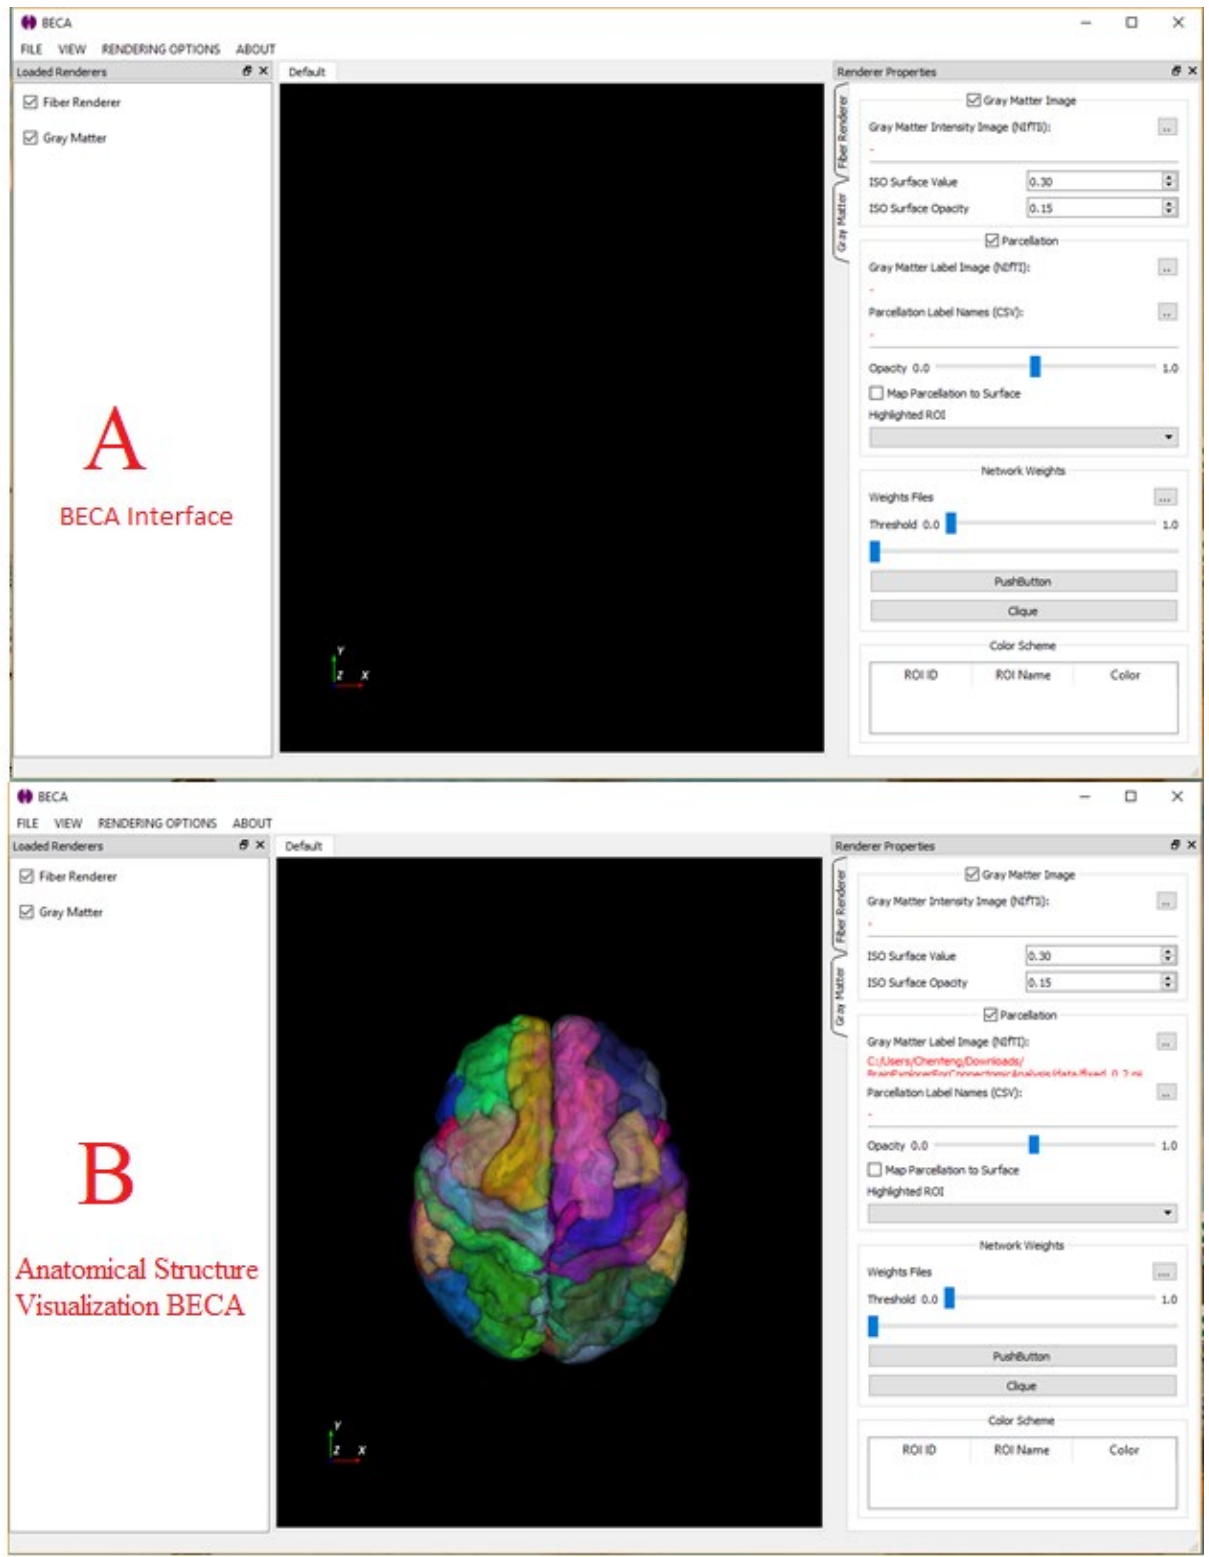 BECA
FILE VIEW RENDERING OPTIONS ABOUT
Loaded Renderers
Default
Renderer Properties
Fiber Renderer
Gray Matter
Fiber Renderer
Gray Matter
Gray Matter Image
Gray Matter Intensity Image (NIfTI):
-
ISO Surface Value 0.30
ISO Surface Opacity 0.15
Parcellation
Gray Matter Label Image (NIfTI):
-
Parcellation Label Names (CSV):
-
Opacity 0.0 1.0
Map Parcellation to Surface
Highlighted ROI
Network Weights
Weights Files ...
Threshold 0.0 1.0
PushButton
Clique
Color Scheme
ROI ID ROI Name Color
A
BECA Interface
Y
Z X
BECA
FILE VIEW RENDERING OPTIONS ABOUT
Loaded Renderers
Default
Renderer Properties
Fiber Renderer
Gray Matter
Fiber Renderer
Gray Matter
Gray Matter Image
Gray Matter Intensity Image (NIfTI):
-
ISO Surface Value 0.30
ISO Surface Opacity 0.15
Parcellation
Gray Matter Label Image (NIfTI):
C:/Users/Chenteng/Downloads/
BrainExplorerForConnectomicAnalysis/data/fixed_0_2.ni
Parcellation Label Names (CSV):
-
Opacity 0.0 1.0
Map Parcellation to Surface
Highlighted ROI
Network Weights
Weights Files ...
Threshold 0.0 1.0
PushButton
Clique
Color Scheme
ROI ID ROI Name Color
B
Anatomical Structure
Visualization BECA
Y
Z X